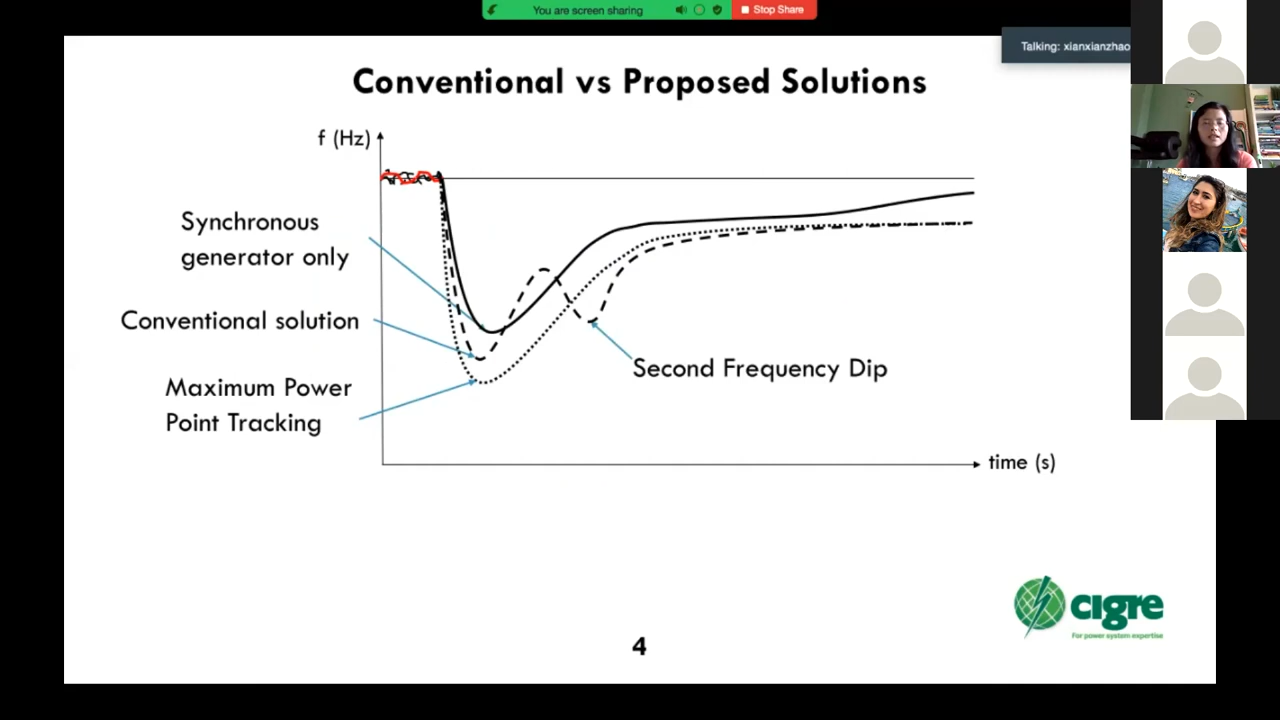 You are screen sharing
Stop Share
Talking: xianxianzhao
Conventional vs Proposed Solutions
f (Hz)
Synchronous
generator only
Conventional solution
Maximum Power
Point Tracking
Second Frequency Dip
time (s)
cigre
For power system expertise
4